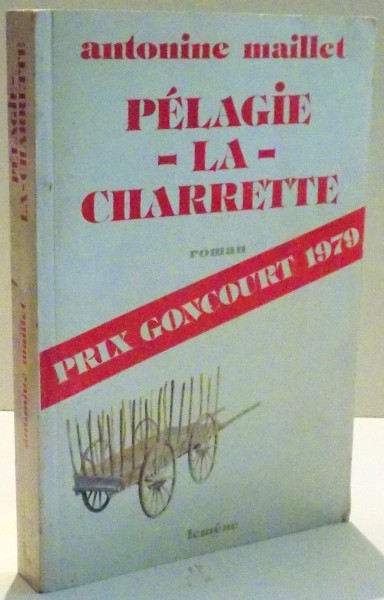 antonine maillet
PÉLAGIE
-LA-
CHARRETTE
roman
PRIX GONCOURT 1979
leméac
PÉLAGIE-
LA-CHARRETTE
antonine maillet